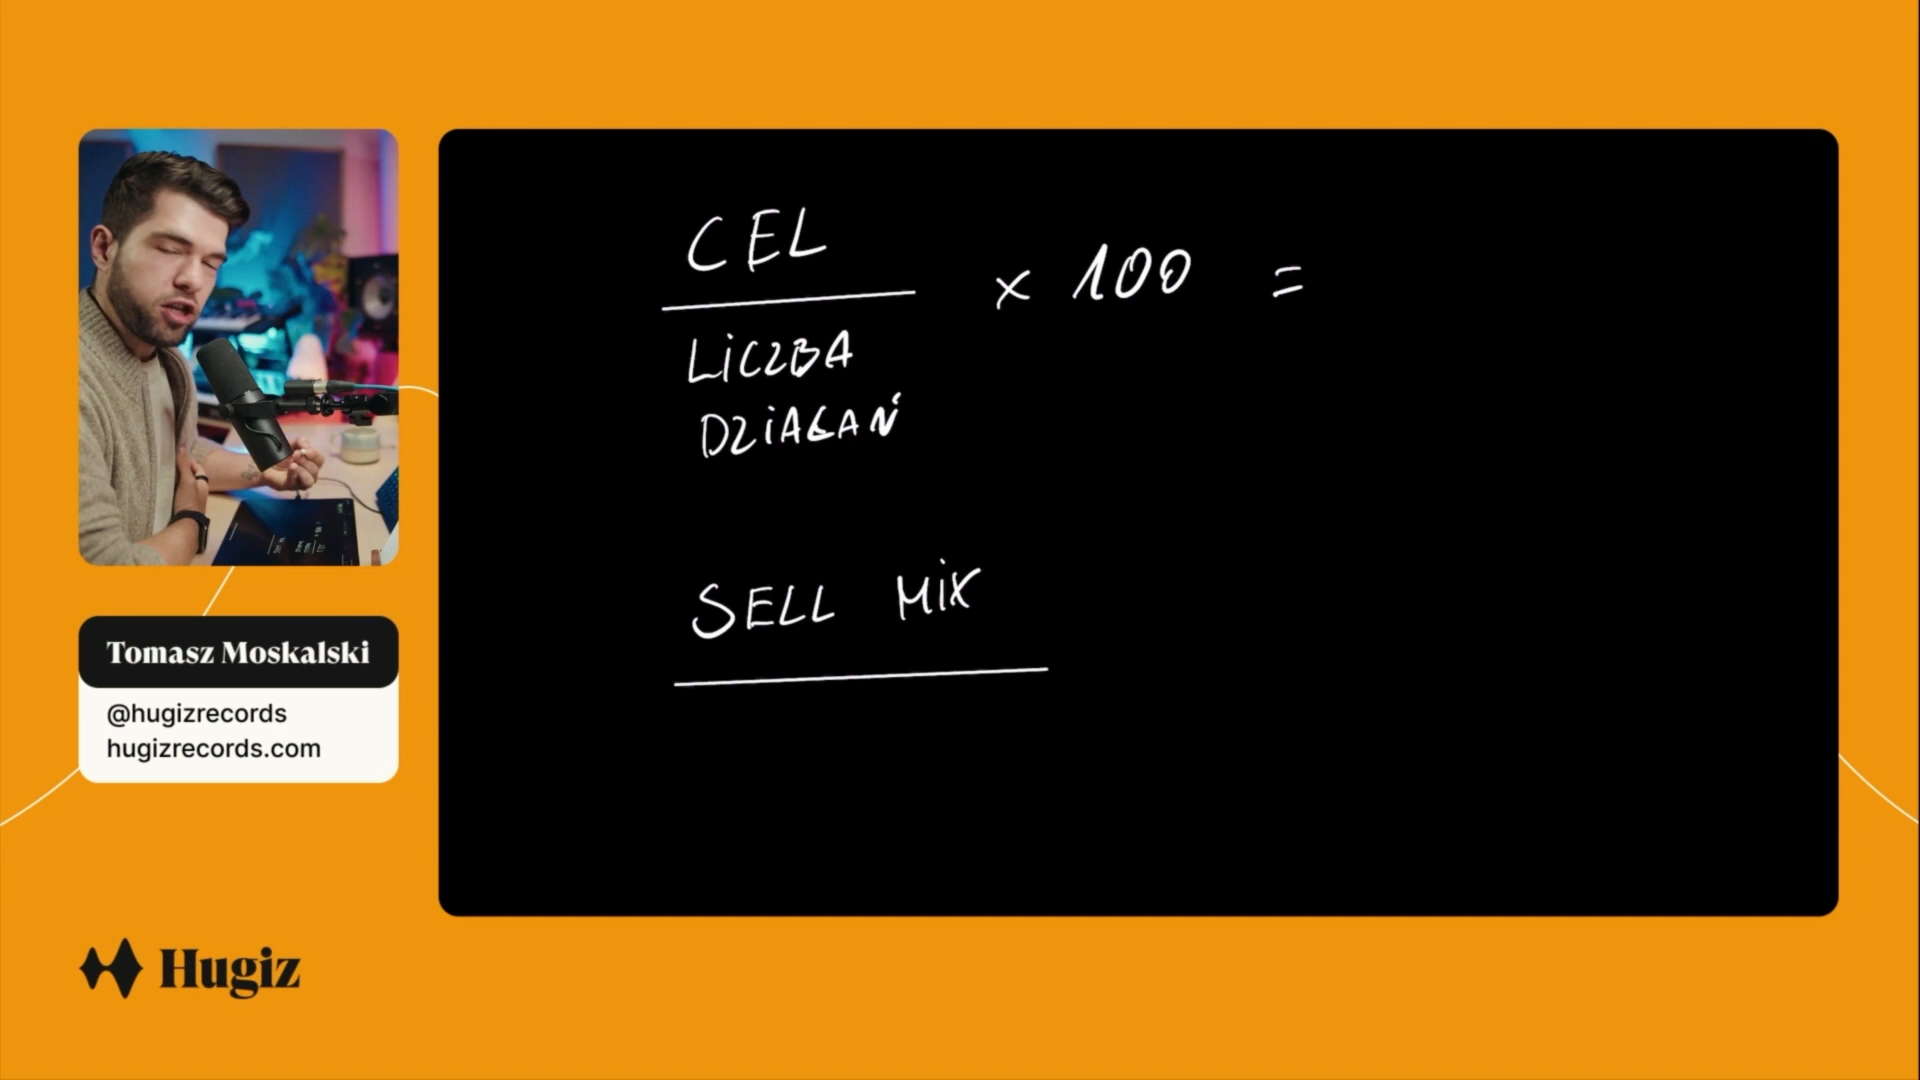 CEL
x 100 =
LICZBA
DZIAŁAŃ
SELL MIX
Tomasz Moskalski
@hugizrecords
hugizrecords.com
Hugiz